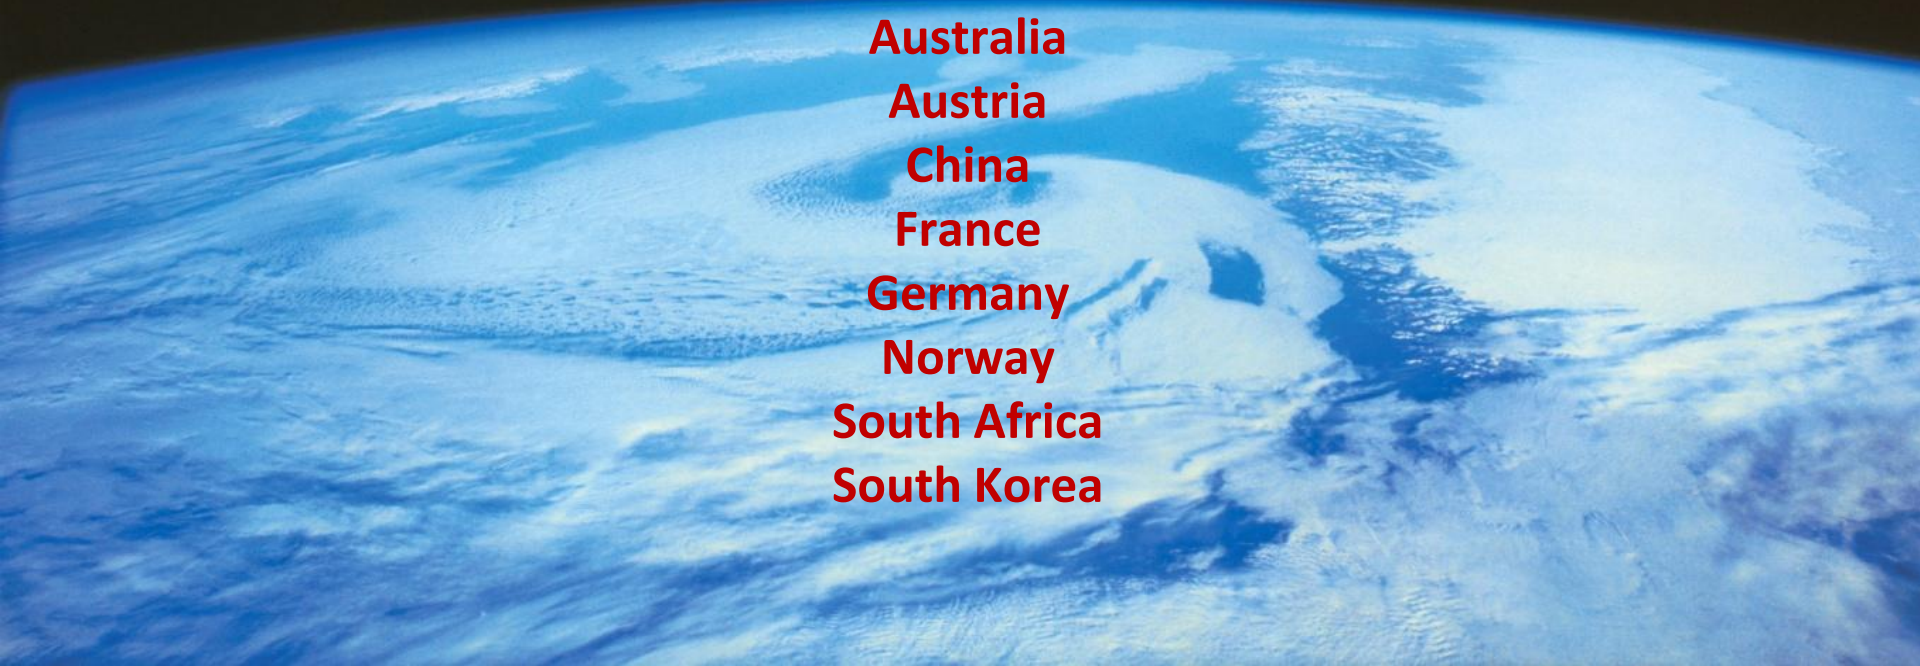 Australia
Austria
China
France
Germany
Norway
South Africa
South Korea